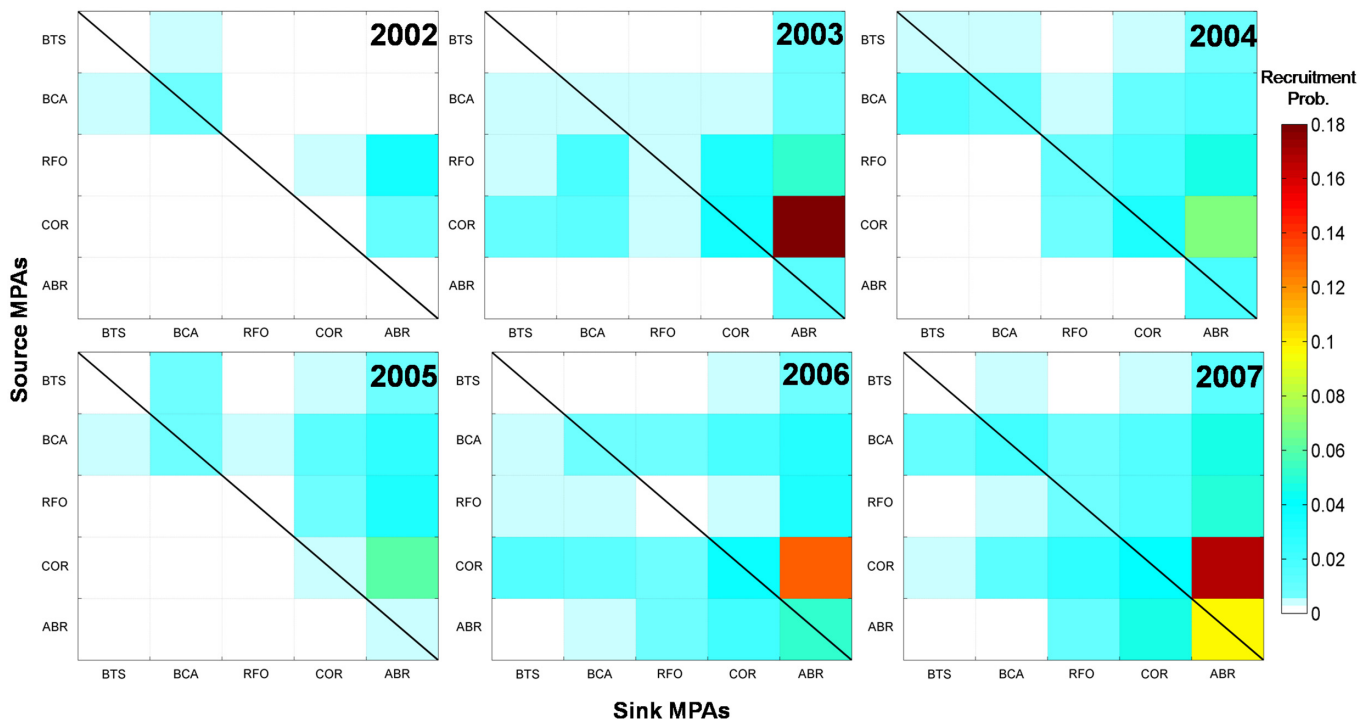 2002
BTS
BCA
RFO
COR
ABR
BTS BCA RFO COR ABR
2003
BTS
BCA
RFO
COR
ABR
BTS BCA RFO COR ABR
2004
BTS
BCA
RFO
COR
ABR
BTS BCA RFO COR ABR
Recruitment
Prob.
0.18
0.16
0.14
0.12
0.1
0.08
0.06
0.04
0.02
0
Source MPAs
2005
BTS
BCA
RFO
COR
ABR
BTS BCA RFO COR ABR
2006
BTS
BCA
RFO
COR
ABR
BTS BCA RFO COR ABR
2007
BTS
BCA
RFO
COR
ABR
BTS BCA RFO COR ABR
Sink MPAs